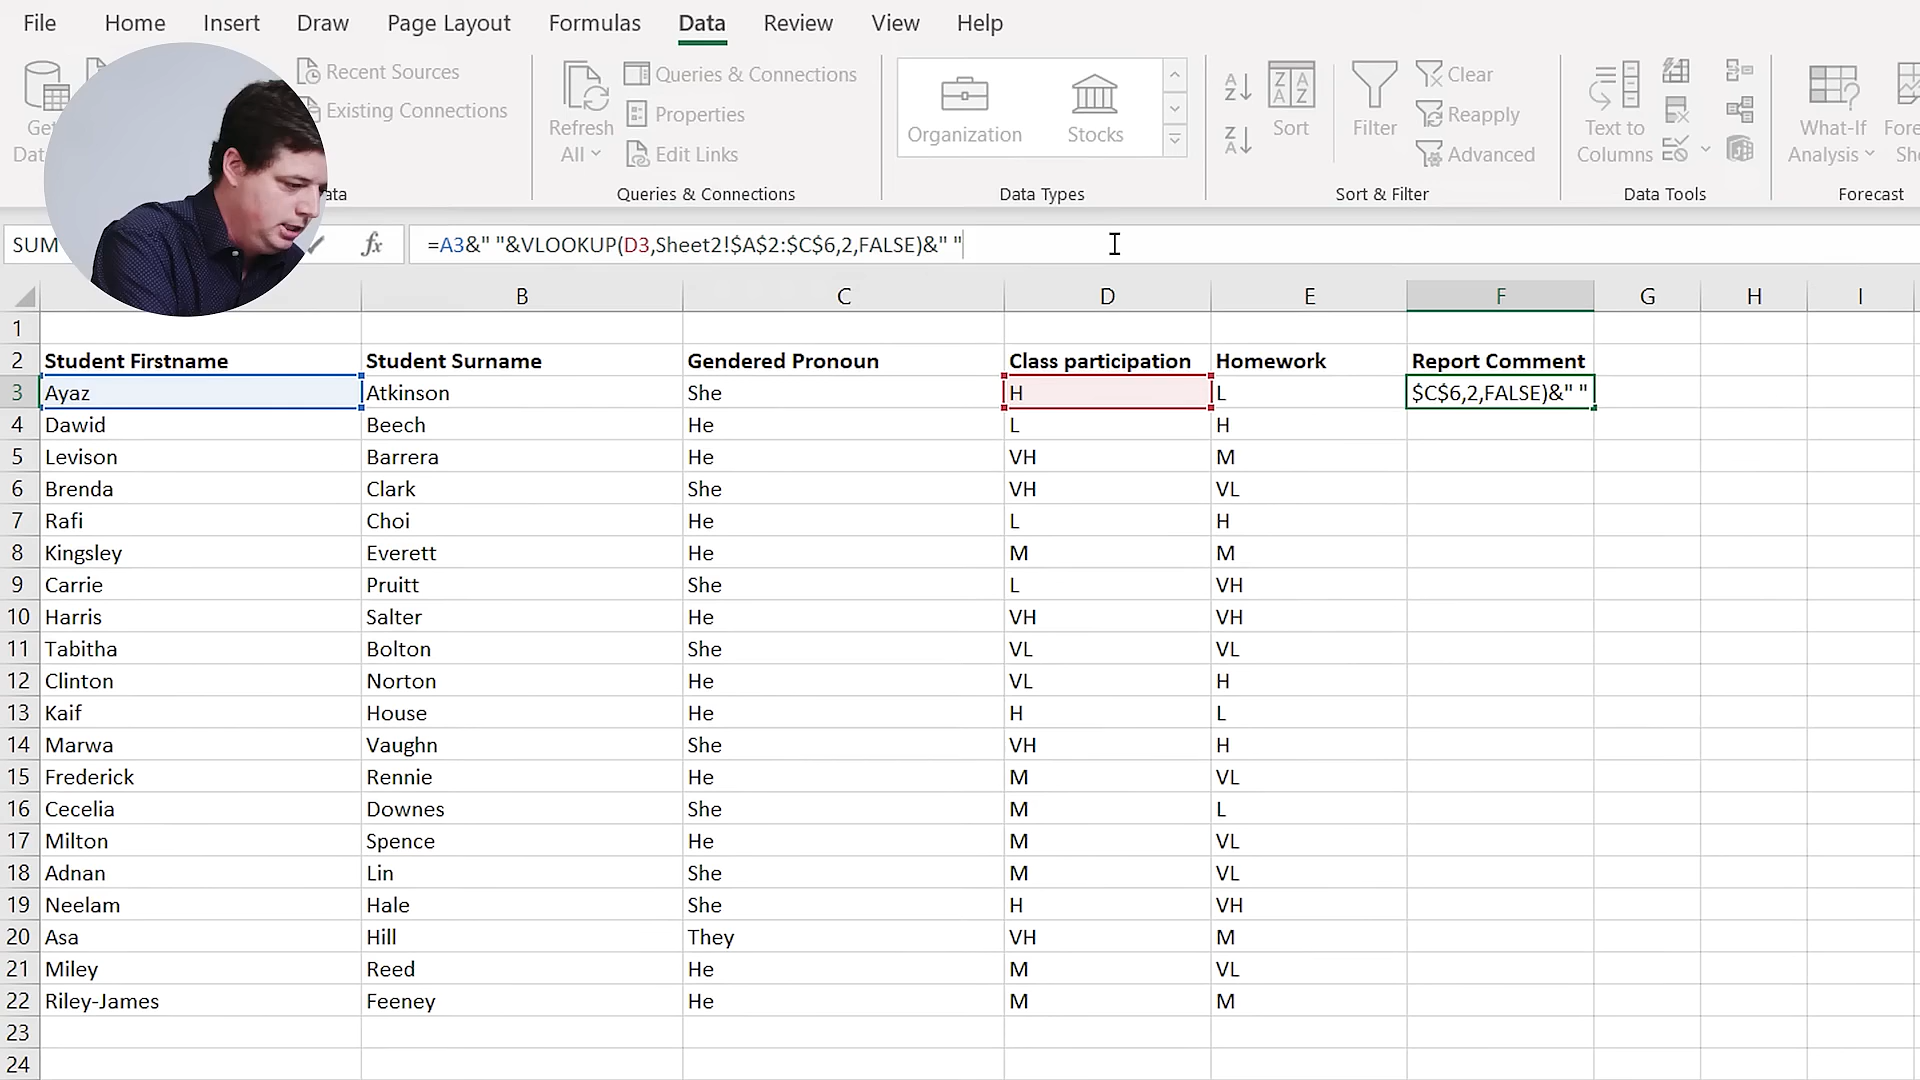 File Home Insert Draw Page Layout Formulas Data Review View Help
Recent Sources
Existing Connections
Refresh
All
Queries & Connections
Properties
Edit Links
Queries & Connections
Organization
Stocks
Data Types
A
Z
Z
A
Z A
A Z
Sort
Filter
Clear
Reapply
Advanced
Sort & Filter
Text to
Columns
Data Tools
What-If
Analysis
Forecast
SUM
fx
=A3&" "&VLOOKUP(D3,Sheet2!$A$2:$C$6,2,FALSE)&" "
B C D E F G H I
1
2 Student Firstname Student Surname Gendered Pronoun Class participation Homework Report Comment
3 Ayaz Atkinson She H L $C$6,2,FALSE)&" "
4 Dawid Beech He L H
5 Levison Barrera He VH M
6 Brenda Clark She VH VL
7 Rafi Choi He L H
8 Kingsley Everett He M M
9 Carrie Pruitt She L VH
10 Harris Salter He VH VH
11 Tabitha Bolton She VL VL
12 Clinton Norton He VL H
13 Kaif House He H L
14 Marwa Vaughn She VH H
15 Frederick Rennie He M VL
16 Cecelia Downes She M L
17 Milton Spence He M VL
18 Adnan Lin She M VL
19 Neelam Hale She H VH
20 Asa Hill They VH M
21 Miley Reed He M VL
22 Riley-James Feeney He M M
23
24